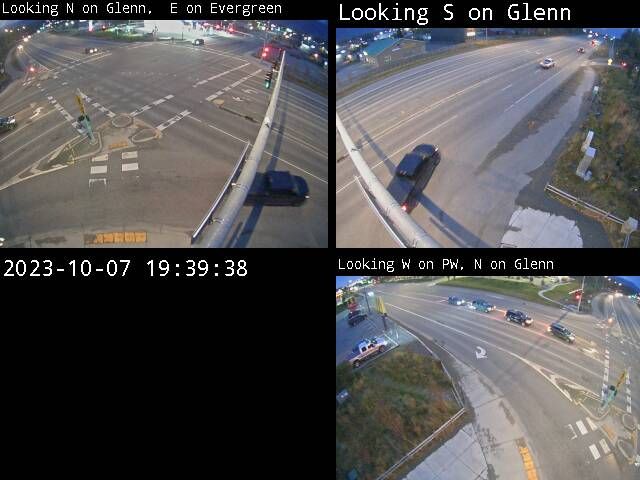 Looking N on Glenn, E on Evergreen
Looking S on Glenn
2023-10-07 19:39:38
Looking W on PW, N on Glenn